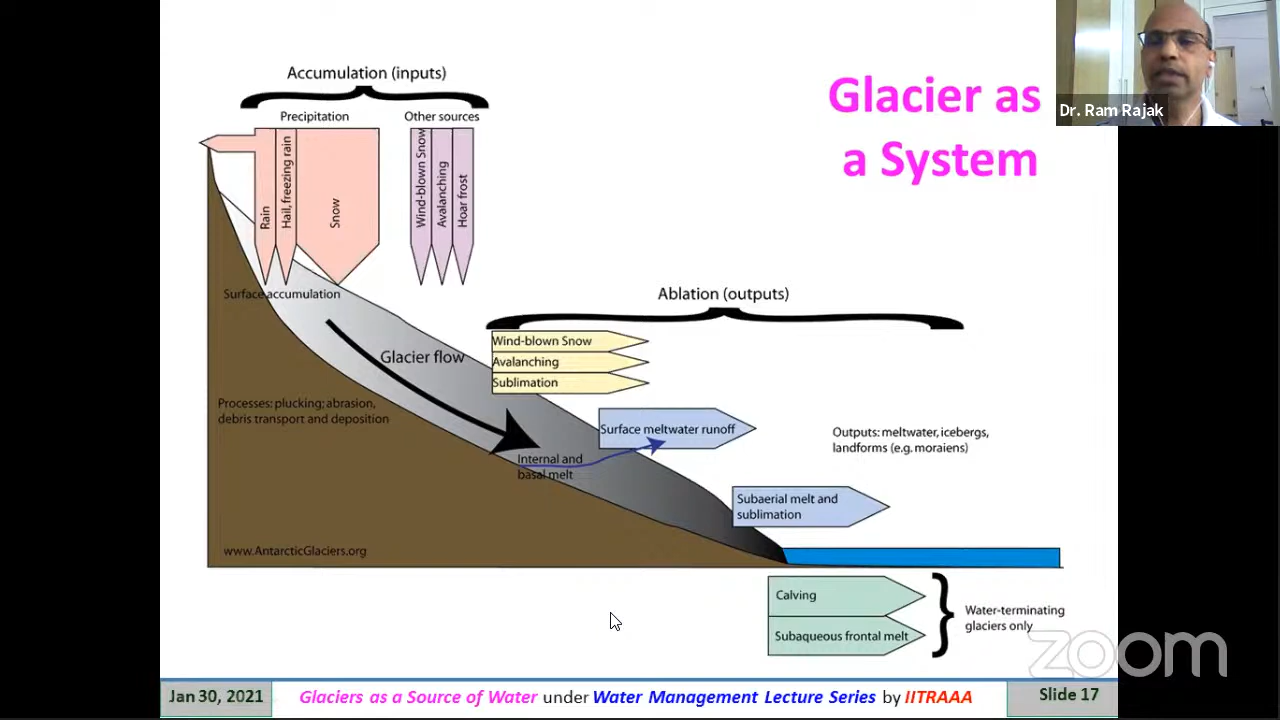 Glacier as
a System
Dr. Ram Rajak
Accumulation (inputs)
Precipitation
Other sources
Rain
Hail, freezing rain
Snow
Wind-blown Snow
Avalanching
Hoar frost
Surface accumulation
Ablation (outputs)
Wind-blown Snow
Avalanching
Sublimation
Glacier flow
Processes: plucking; abrasion,
debris transport and deposition
Surface meltwater runoff
Outputs: meltwater, icebergs,
landforms (e.g. moraiens)
Internal and
basal melt
Subaerial melt and
sublimation
www.AntarcticGlaciers.org
Calving
Subaqueous frontal melt
Water-terminating
glaciers only
zoom
Jan 30, 2021
Glaciers as a Source of Water under Water Management Lecture Series by IITRAAA
Slide 17